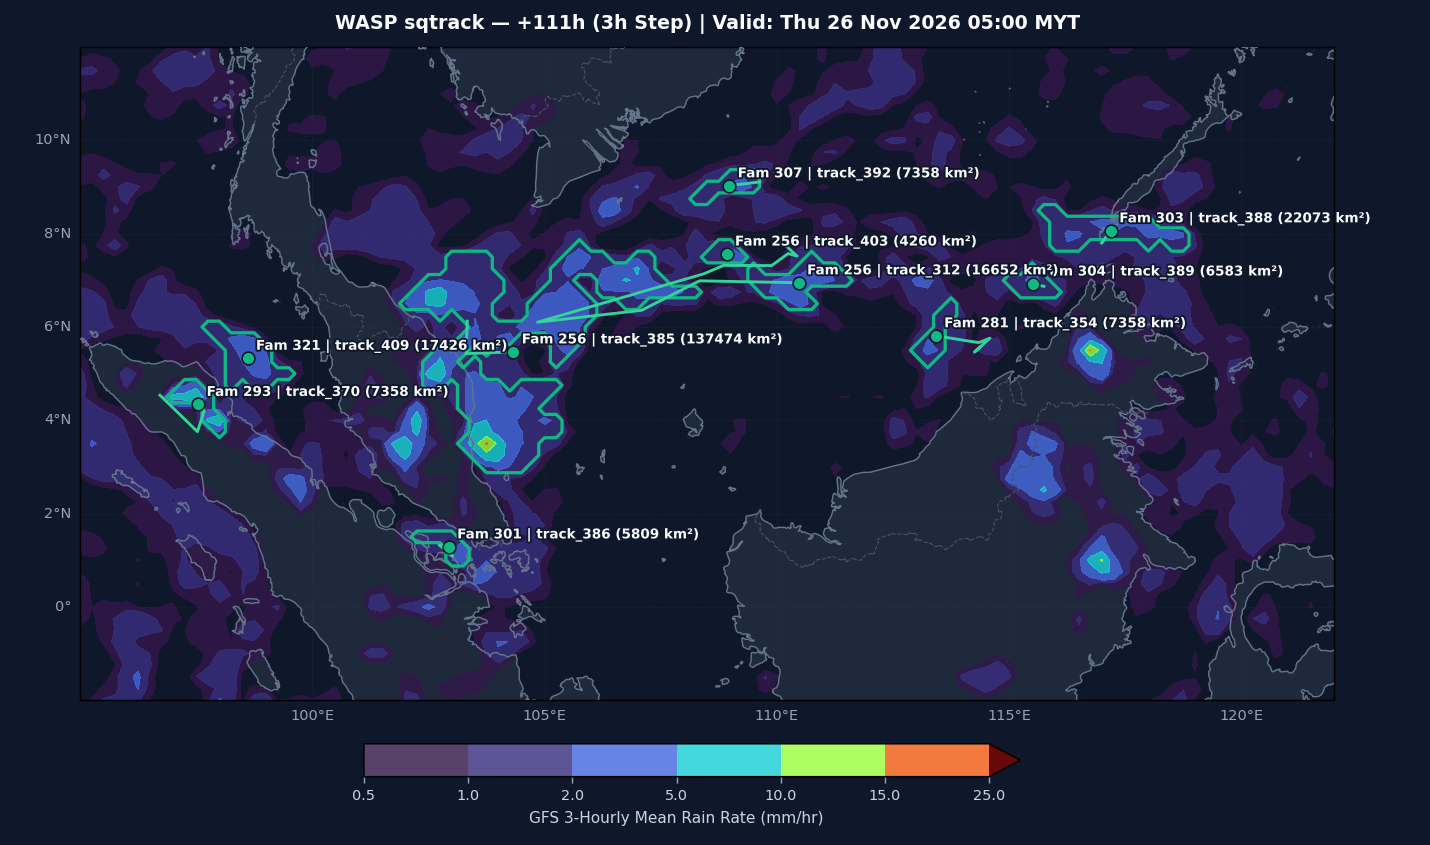 WASP sqtrack — +111h (3h Step) | Valid: Thu 26 Nov 2026 05:00 MYT
10°N
8°N
6°N
4°N
2°N
0°
Fam 307 | track_392 (7358 km²)
Fam 303 | track_388 (22073 km²)
Fam 256 | track_403 (4260 km²)
Fam 256 | track_312 (16652 km²)
m 304 | track_389 (6583 km²)
Fam 281 | track_354 (7358 km²)
Fam 256 | track_385 (137474 km²)
Fam 321 | track_409 (17426 km²)
Fam 293 | track_370 (7358 km²)
Fam 301 | track_386 (5809 km²)
100°E 105°E 110°E 115°E 120°E
0.5 1.0 2.0 5.0 10.0 15.0 25.0
GFS 3-Hourly Mean Rain Rate (mm/hr)